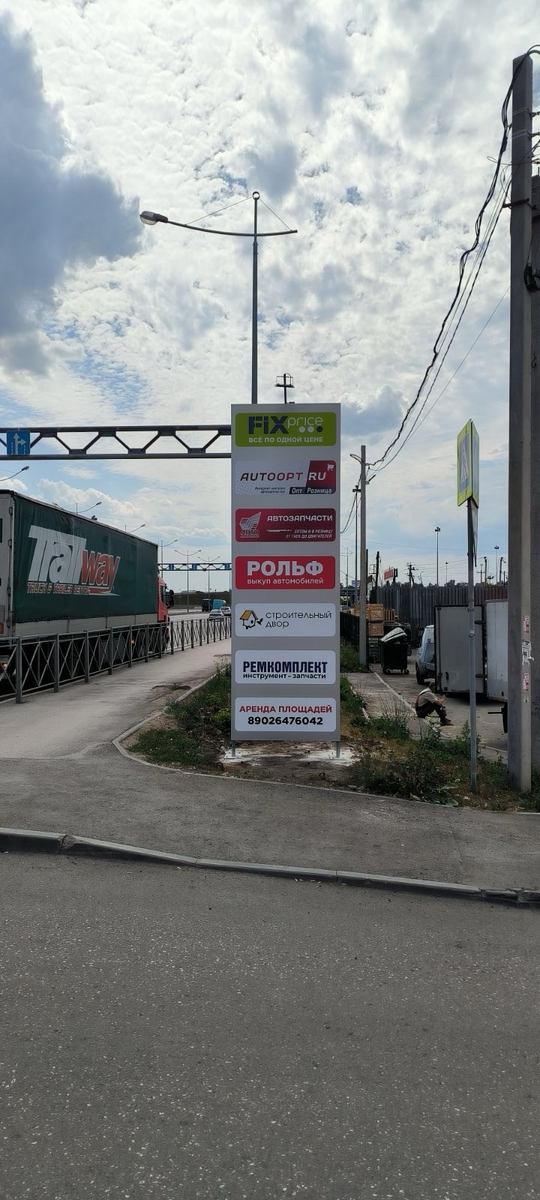 FIX price
ВСЁ ПО ОДНОЙ ЦЕНЕ
AUTOOPT RU
Опт Розница
АВТОЗАПЧАСТИ
РОЛЬФ
выкуп автомобилей
строительный
двор
РЕМКОМПЛЕКТ
инструмент-запчасти
АРЕНДА ПЛОЩАДЕЙ
89026476042
Trailway